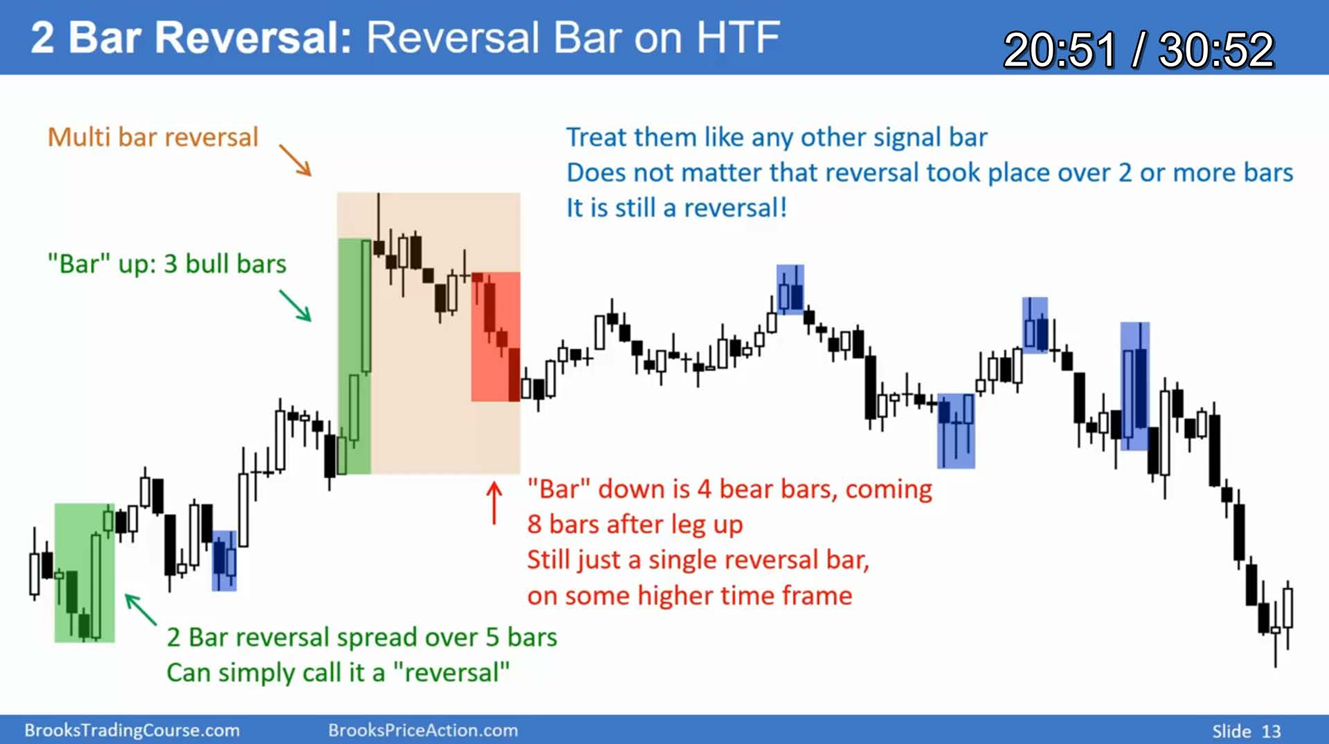 2 Bar Reversal: Reversal Bar on HTF
20:51 / 30:52
Multi bar reversal
Treat them like any other signal bar
Does not matter that reversal took place over 2 or more bars
It is still a reversal!
"Bar" up: 3 bull bars
"Bar" down is 4 bear bars, coming
8 bars after leg up
Still just a single reversal bar,
on some higher time frame
2 Bar reversal spread over 5 bars
Can simply call it a "reversal"
BrooksTradingCourse.com
BrooksPriceAction.com
Slide 13